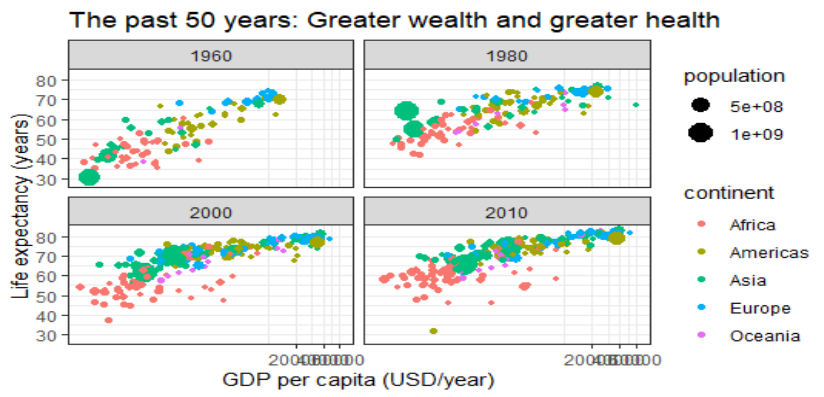 The past 50 years: Greater wealth and greater health
1960
1980
80
70
60
50
40
30
2000
2010
80
70
60
50
40
30
Life expectancy (years)
GDP per capita (USD/year)
population
5e+08
1e+09
continent
Africa
Americas
Asia
Europe
Oceania